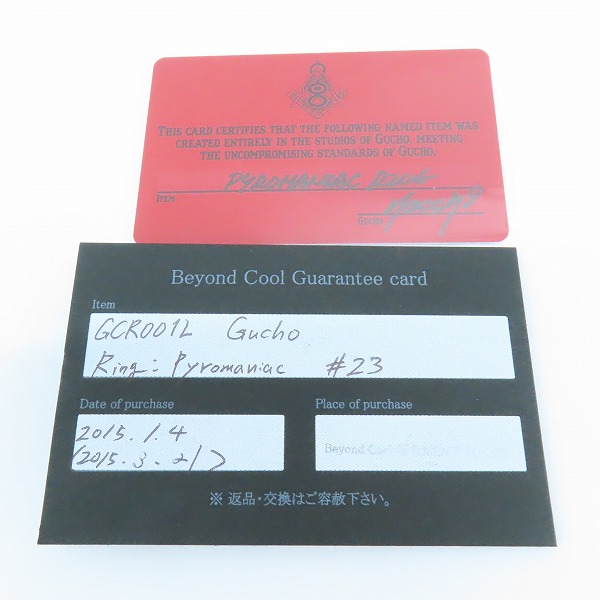 THIS CARD CERTIFIES THAT THE FOLLOWING NAMED ITEM WAS
CREATED ENTIRELY IN THE STUDIOS OF GUCHO, MEETING
THE UNCOMPROMISING STANDARDS OF GUCHO.
PYROMANIAC RING
ITEM
GUCHO
Beyond Cool Guarantee card
Item
GCR001L Gucho
Ring: Pyromaniac #23
Date of purchase Place of purchase
2015.1.4
(2015.3.21) Beyond Cool
※ 返品・交換はご容赦下さい。